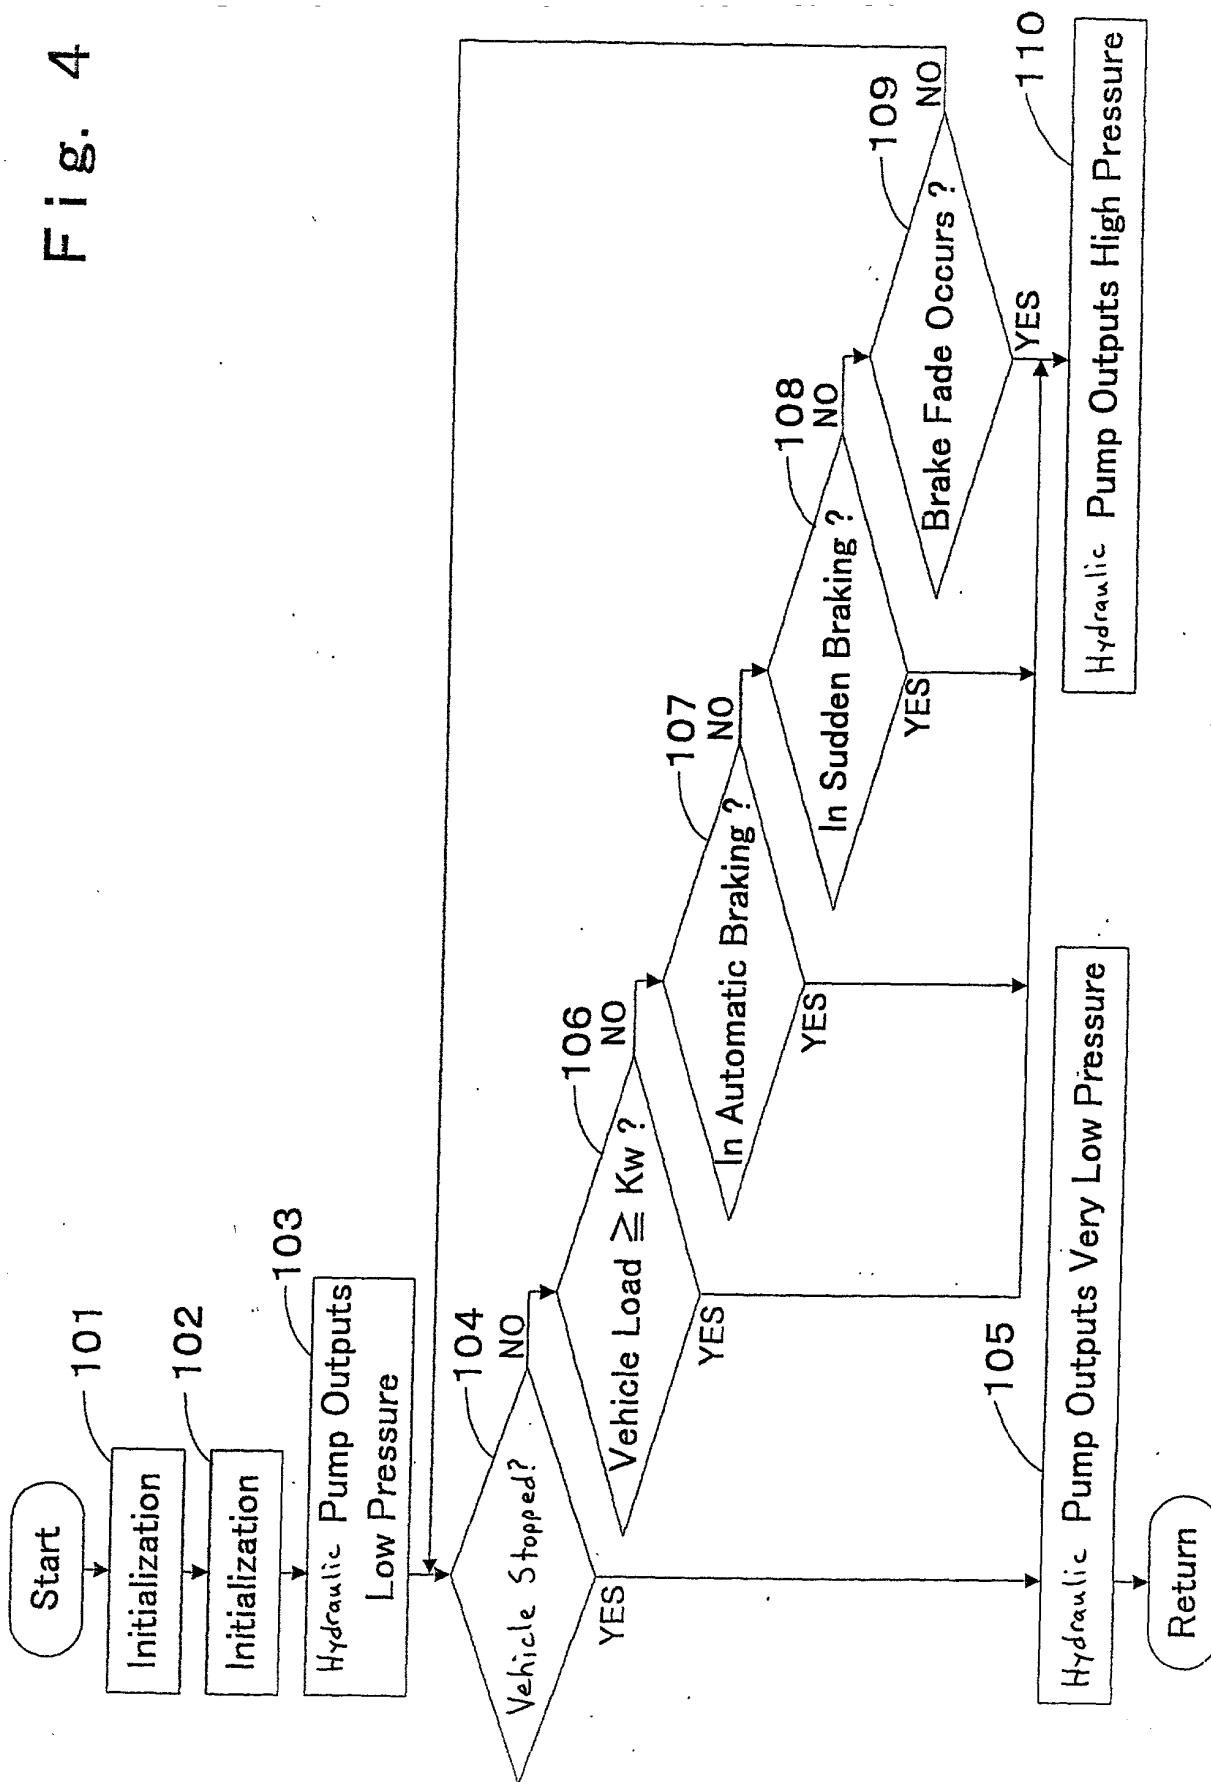 Fig. 4
Start
101
Initialization
102
Initialization
103
Hydraulic Pump Outputs
Low Pressure
104
Vehicle Stopped?
NO
YES
106
Vehicle Load ≧ Kw ?
NO
YES
107
In Automatic Braking ?
NO
YES
108
In Sudden Braking ?
NO
YES
109
Brake Fade Occurs ?
NO
YES
105
Hydraulic Pump Outputs Very Low Pressure
110
Hydraulic Pump Outputs High Pressure
Return